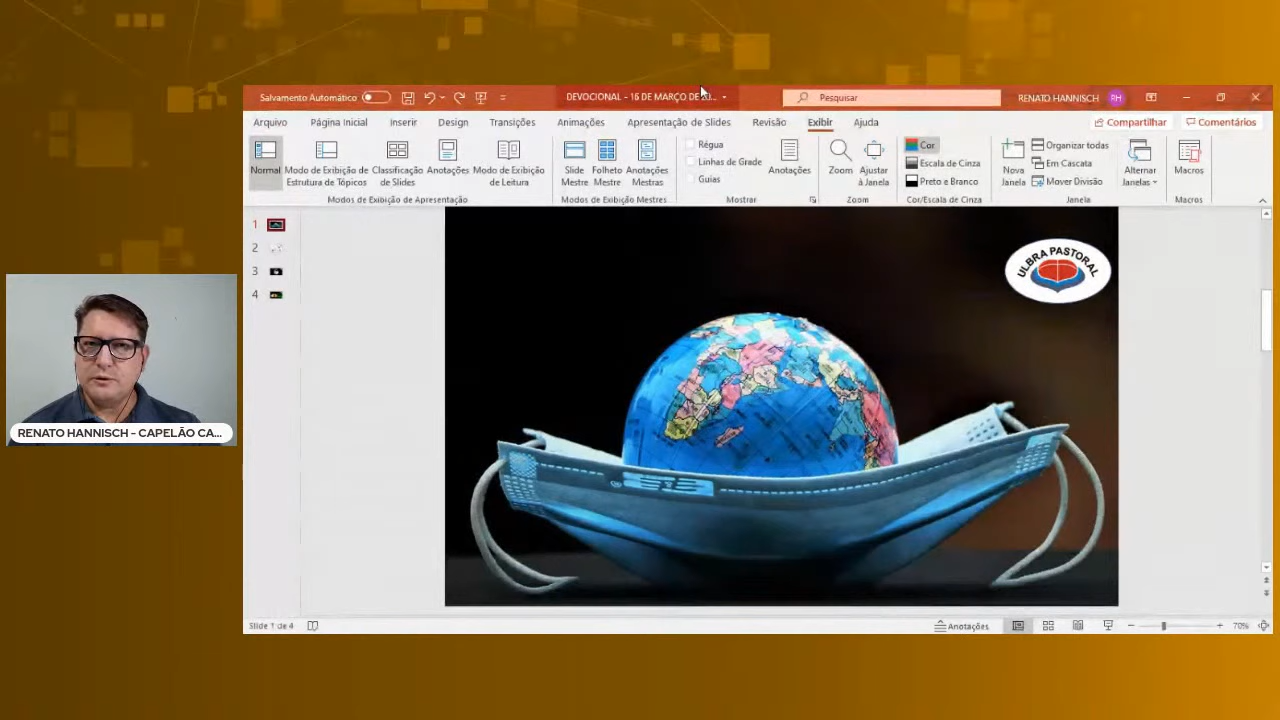 Salvamento Automático
DEVOCIONAL - 16 DE MARÇO DE 20...
Pesquisar
RENATO HANNISCH
RH
Arquivo
Página Inicial
Inserir
Design
Transições
Animações
Apresentação de Slides
Revisão
Exibir
Ajuda
Compartilhar
Comentários
Normal
Modo de Exibição de
Estrutura de Tópicos
Classificação
de Slides
Anotações
Modo de Exibição
de Leitura
Modos de Exibição de Apresentação
Slide
Mestre
Folheto
Mestre
Anotações
Mestras
Modos de Exibição Mestres
Régua
Linhas de Grade
Guias
Anotações
Mostrar
Zoom
Ajustar
à Janela
Zoom
Cor
Escala de Cinza
Preto e Branco
Cor/Escala de Cinza
Nova
Janela
Organizar todas
Em Cascata
Mover Divisão
Alternar
Janelas
Janela
Macros
Macros
1
2
3
4
ULBRA PASTORAL
RENATO HANNISCH - CAPELÃO CA...
Slide 1 de 4
Anotações
70%